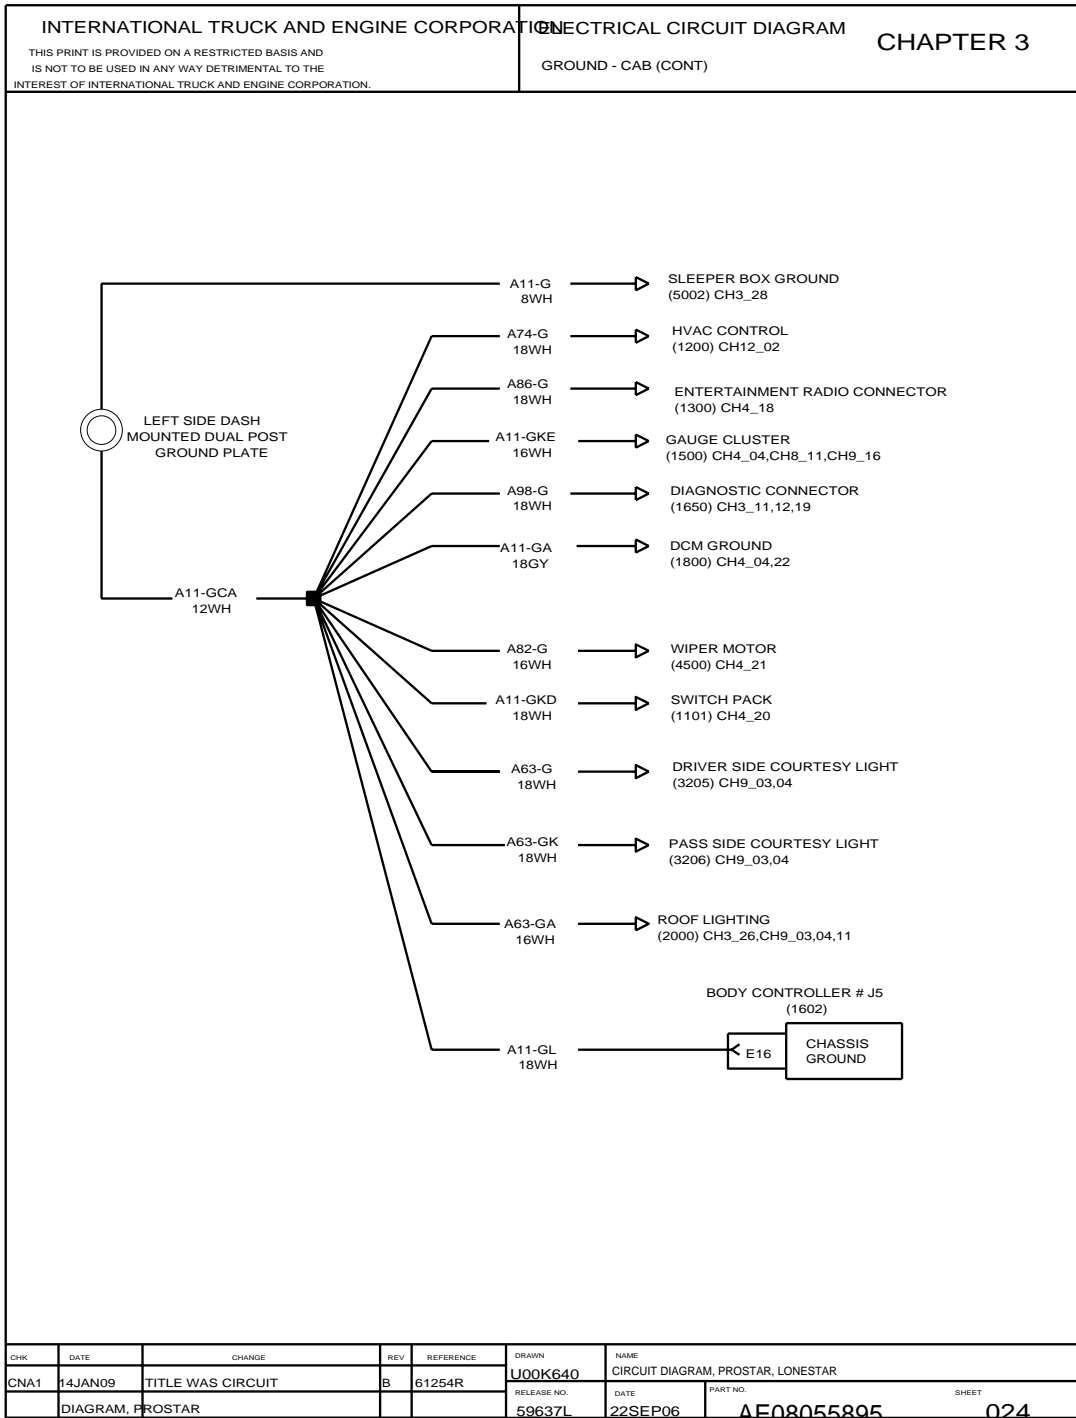 INTERNATIONAL TRUCK AND ENGINE CORPORATION
THIS PRINT IS PROVIDED ON A RESTRICTED BASIS AND
IS NOT TO BE USED IN ANY WAY DETRIMENTAL TO THE
INTEREST OF INTERNATIONAL TRUCK AND ENGINE CORPORATION.
ELECTRICAL CIRCUIT DIAGRAM
GROUND - CAB (CONT)
CHAPTER 3
A11-G
8WH
SLEEPER BOX GROUND
(5002) CH3_28
A74-G
18WH
HVAC CONTROL
(1200) CH12_02
A86-G
18WH
ENTERTAINMENT RADIO CONNECTOR
(1300) CH4_18
LEFT SIDE DASH
MOUNTED DUAL POST
GROUND PLATE
A11-GKE
16WH
GAUGE CLUSTER
(1500) CH4_04,CH8_11,CH9_16
A98-G
18WH
DIAGNOSTIC CONNECTOR
(1650) CH3_11,12,19
A11-GA
18GY
DCM GROUND
(1800) CH4_04,22
A11-GCA
12WH
A82-G
16WH
WIPER MOTOR
(4500) CH4_21
A11-GKD
18WH
SWITCH PACK
(1101) CH4_20
A63-G
18WH
DRIVER SIDE COURTESY LIGHT
(3205) CH9_03,04
A63-GK
18WH
PASS SIDE COURTESY LIGHT
(3206) CH9_03,04
A63-GA
16WH
ROOF LIGHTING
(2000) CH3_26,CH9_03,04,11
BODY CONTROLLER # J5
(1602)
A11-GL
18WH
E16
CHASSIS
GROUND
CHK DATE CHANGE REV REFERENCE
CNA1 14JAN09 TITLE WAS CIRCUIT B 61254R
DIAGRAM, PROSTAR
DRAWN
U00K640
NAME
CIRCUIT DIAGRAM, PROSTAR, LONESTAR
RELEASE NO.
59637L
DATE
22SEP06
PART NO.
AE08055895
SHEET
024